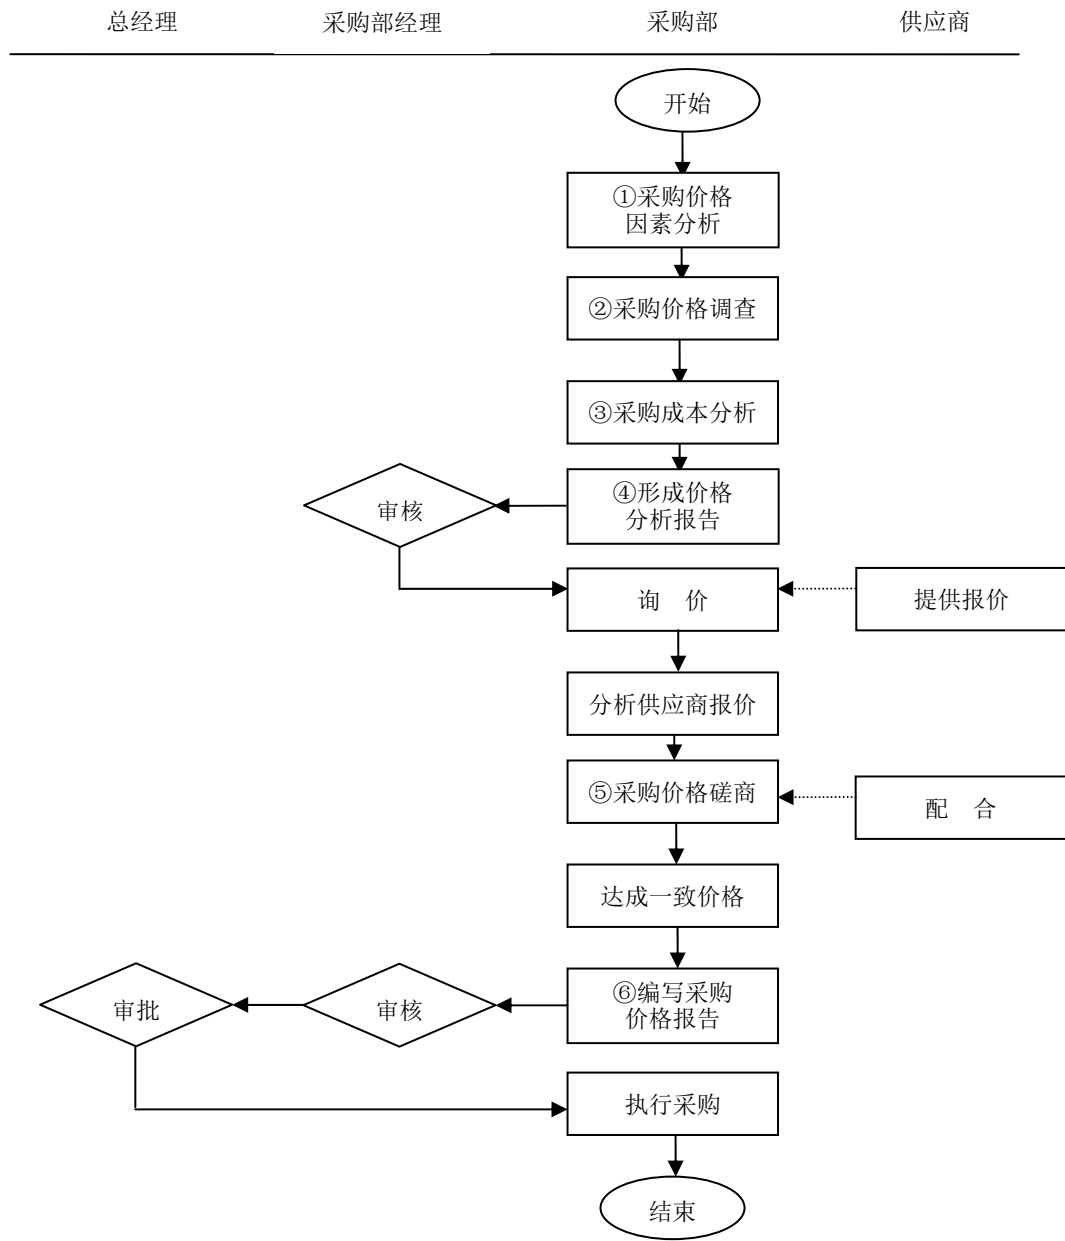 总经理 采购部经理 采购部 供应商
开始
①采购价格
因素分析
②采购价格调查
③采购成本分析
④形成价格
分析报告
审核
询 价
提供报价
分析供应商报价
⑤采购价格磋商
配 合
达成一致价格
⑥编写采购
价格报告
审核
审批
执行采购
结束